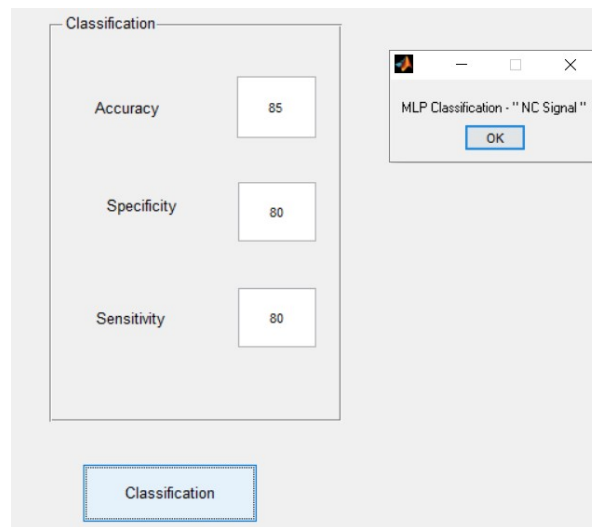 Classification
Accuracy 85
Specificity 80
Sensitivity 80
Classification
MLP Classification - " NC Signal "
OK